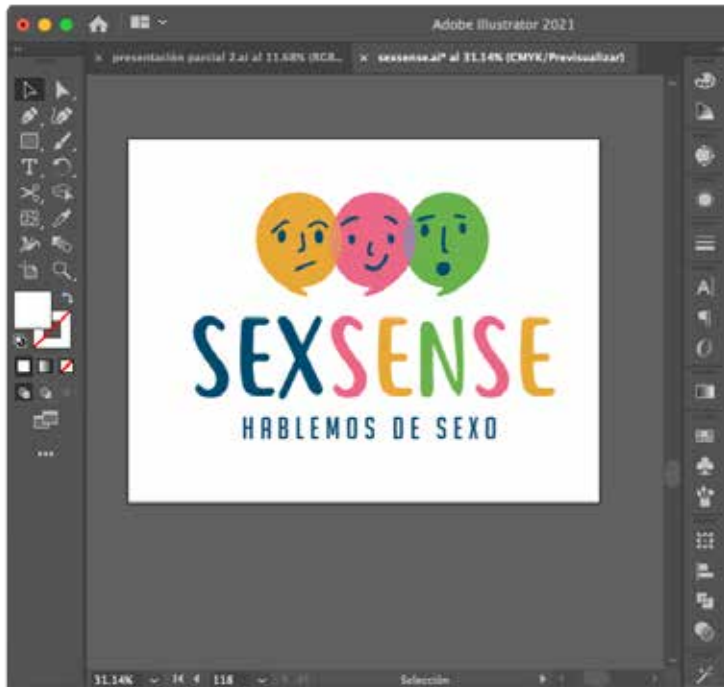 Adobe Illustrator 2021
× presentación parcial 2.ai al 11.68% (RGB... × sexsense.ai* al 31.14% (CMYK/Previsualizar)
SEXSENSE
HABLEMOS DE SEXO
31.14% 118 Selección